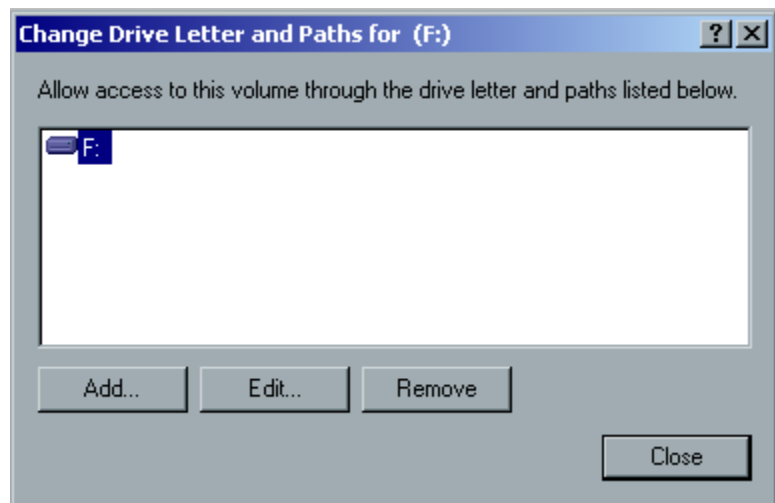 Change Drive Letter and Paths for (F:)
Allow access to this volume through the drive letter and paths listed below.
F:
Add... Edit... Remove
Close